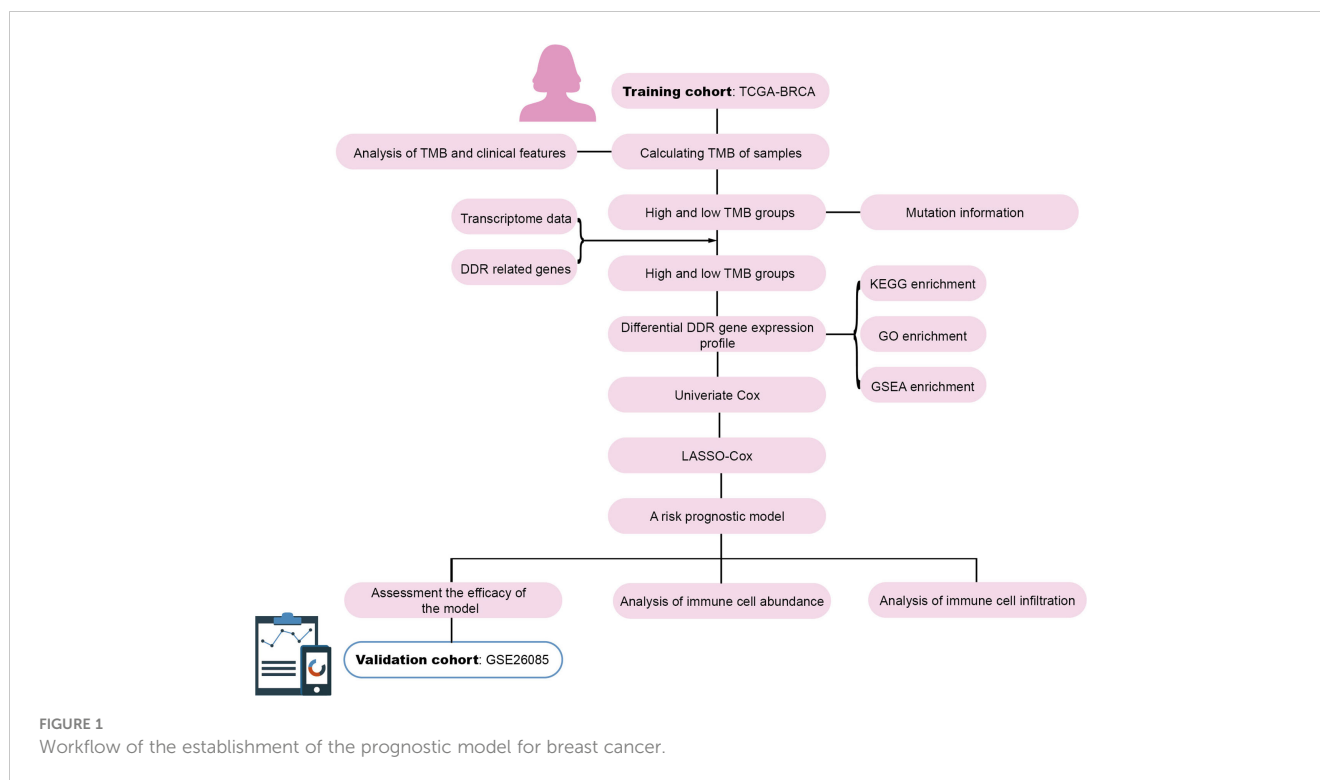 Training cohort: TCGA-BRCA
Analysis of TMB and clinical features
Calculating TMB of samples
High and low TMB groups
Mutation information
Transcriptome data
DDR related genes
High and low TMB groups
KEGG enrichment
Differential DDR gene expression
profile
GO enrichment
GSEA enrichment
Univeriate Cox
LASSO-Cox
A risk prognostic model
Assessment the efficacy of
the model
Analysis of immune cell abundance
Analysis of immune cell infiltration
Validation cohort: GSE26085
FIGURE 1
Workflow of the establishment of the prognostic model for breast cancer.